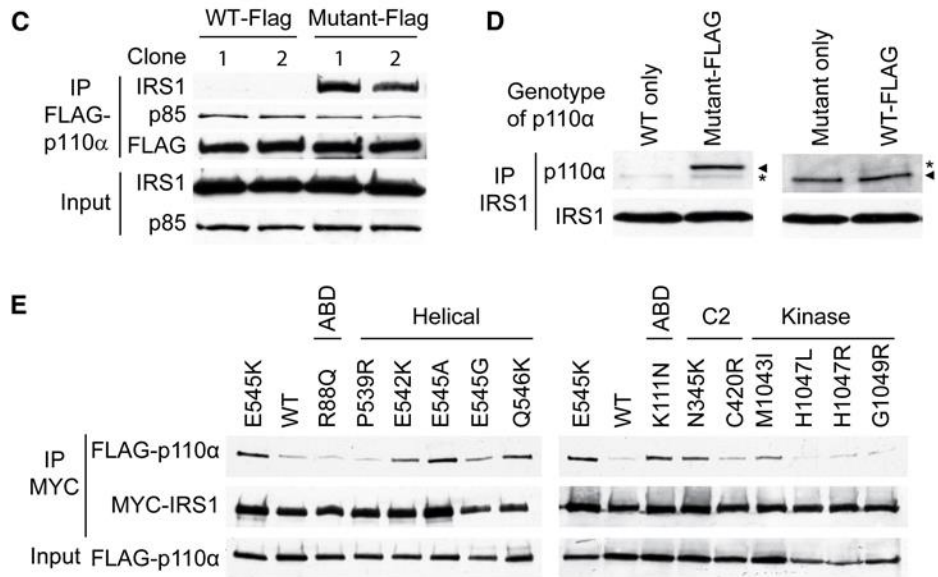 C
WT-Flag Mutant-Flag
Clone 1 2 1 2
IP FLAG-p110α
IRS1
p85
FLAG
Input
IRS1
p85
D
Genotype of p110α
WT only
Mutant-FLAG
Mutant only
WT-FLAG
IP IRS1
p110α
*
*
IRS1
E
ABD
Helical
E545K
WT
R88Q
P539R
E542K
E545A
E545G
Q546K
ABD
C2
Kinase
E545K
WT
K111N
N345K
C420R
M1043I
H1047L
H1047R
G1049R
IP MYC
FLAG-p110α
MYC-IRS1
Input FLAG-p110α